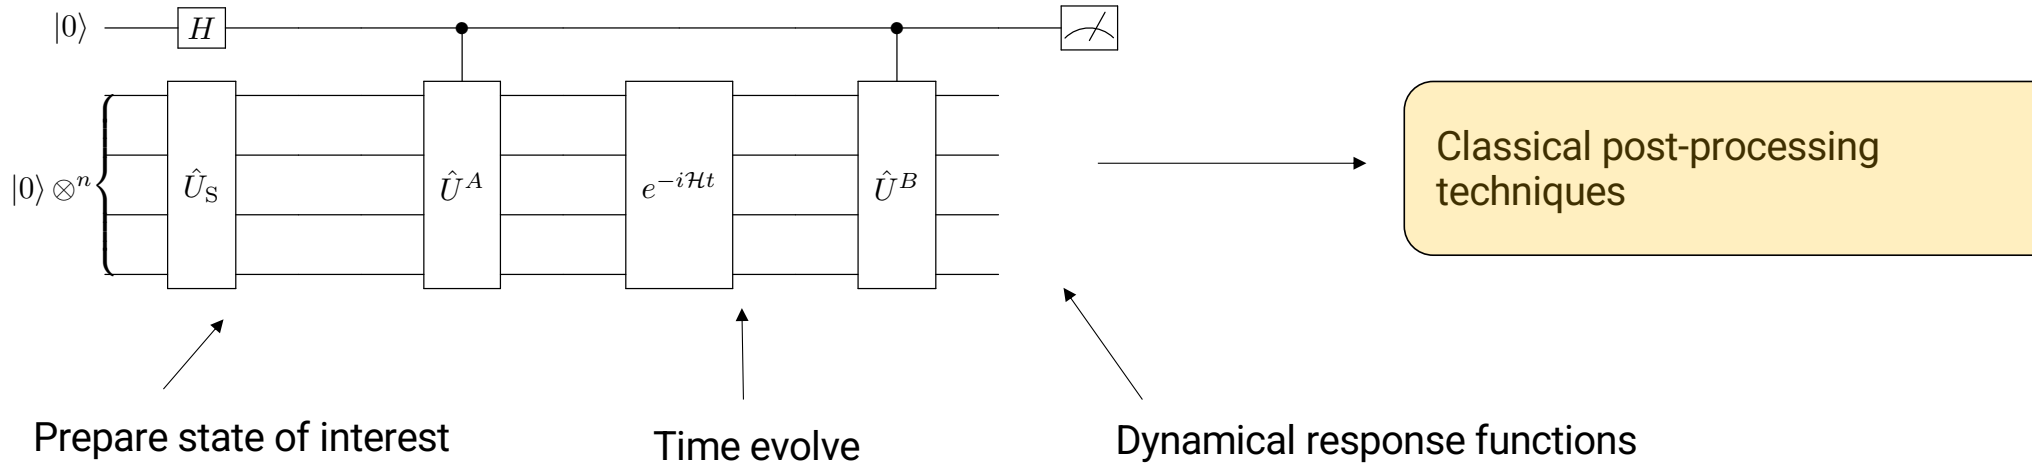 |0⟩ H
|0⟩ ⊗ⁿ Û_S Û^A e^{-iℋt} Û^B
Classical post-processing
techniques
Prepare state of interest
Time evolve
Dynamical response functions